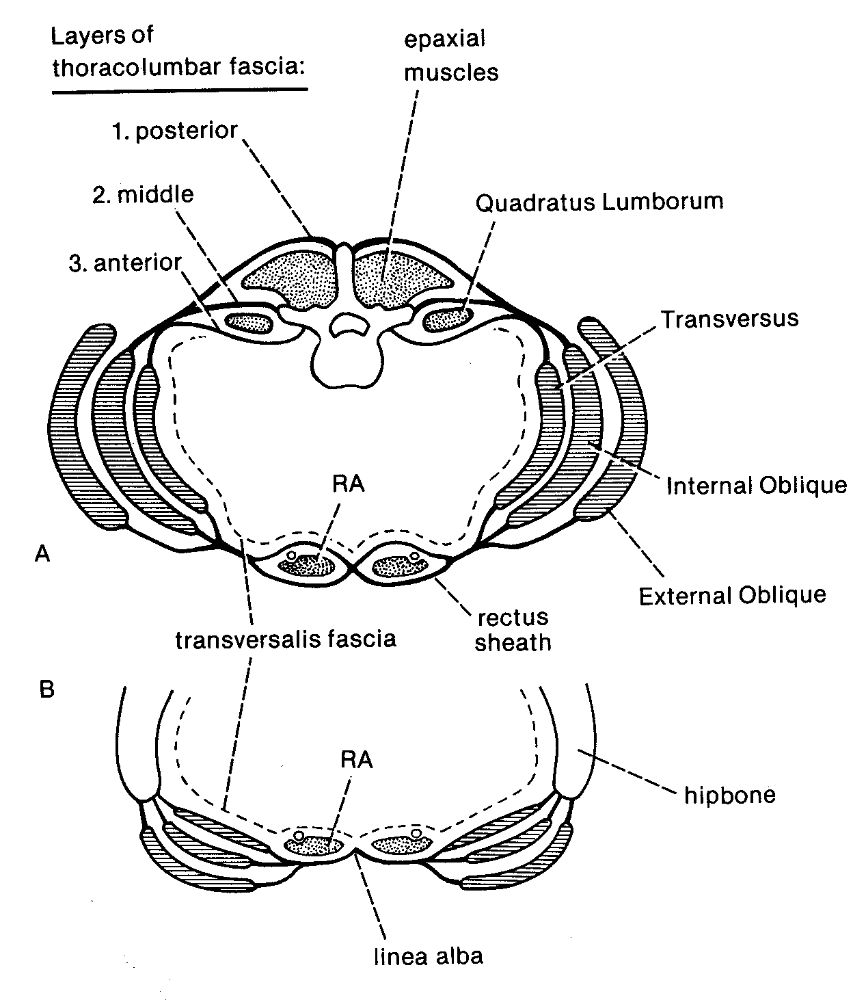 Layers of
thoracolumbar fascia:
epaxial
muscles
1. posterior
2. middle
Quadratus Lumborum
3. anterior
Transversus
RA
Internal Oblique
A
External Oblique
rectus
sheath
transversalis fascia
B
RA
hipbone
linea alba